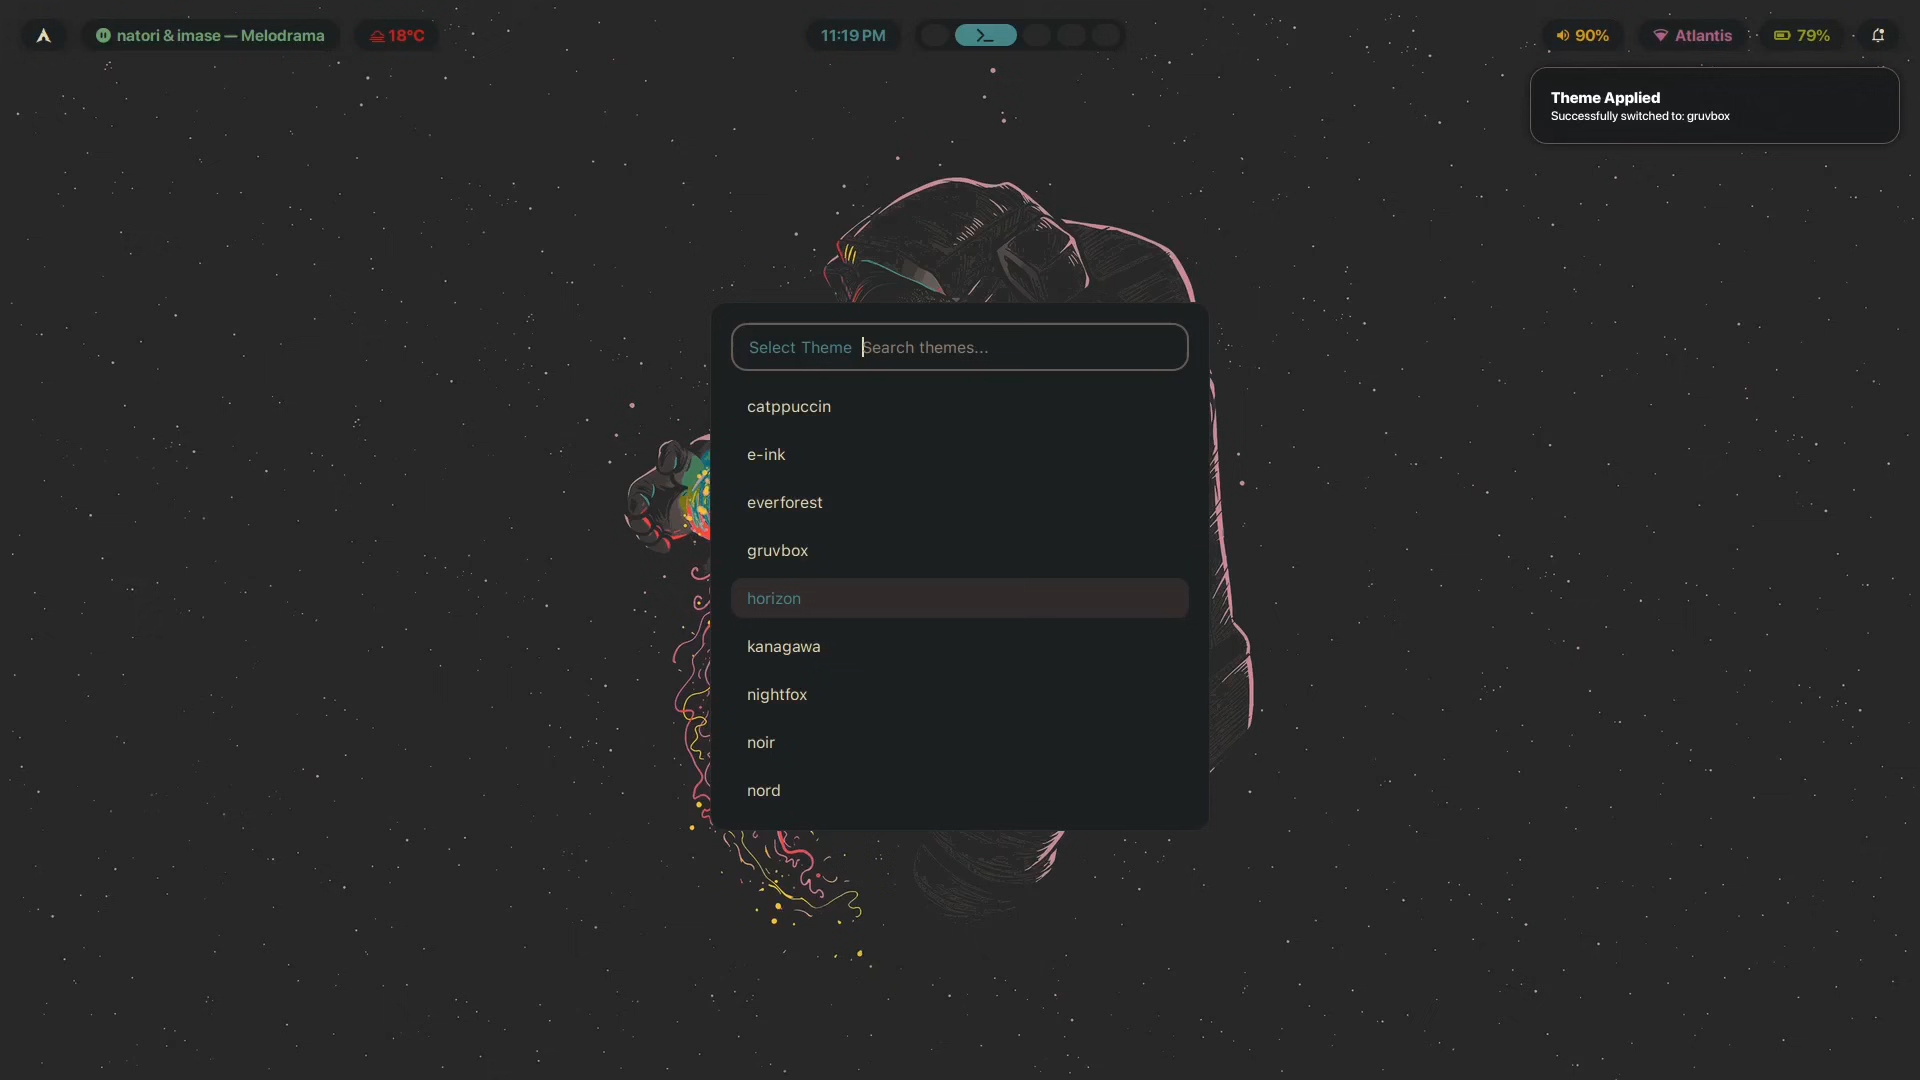 natori & imase — Melodrama
18°C
11:19 PM
90%
Atlantis
79%
Theme Applied
Successfully switched to: gruvbox
Select Theme Search themes...
catppuccin
e-ink
everforest
gruvbox
horizon
kanagawa
nightfox
noir
nord